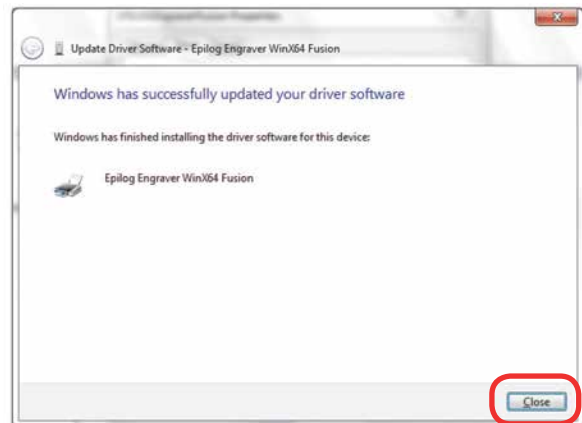 Update Driver Software - Epilog Engraver WinX64 Fusion
Windows has successfully updated your driver software
Windows has finished installing the driver software for this device:
Epilog Engraver WinX64 Fusion
Close